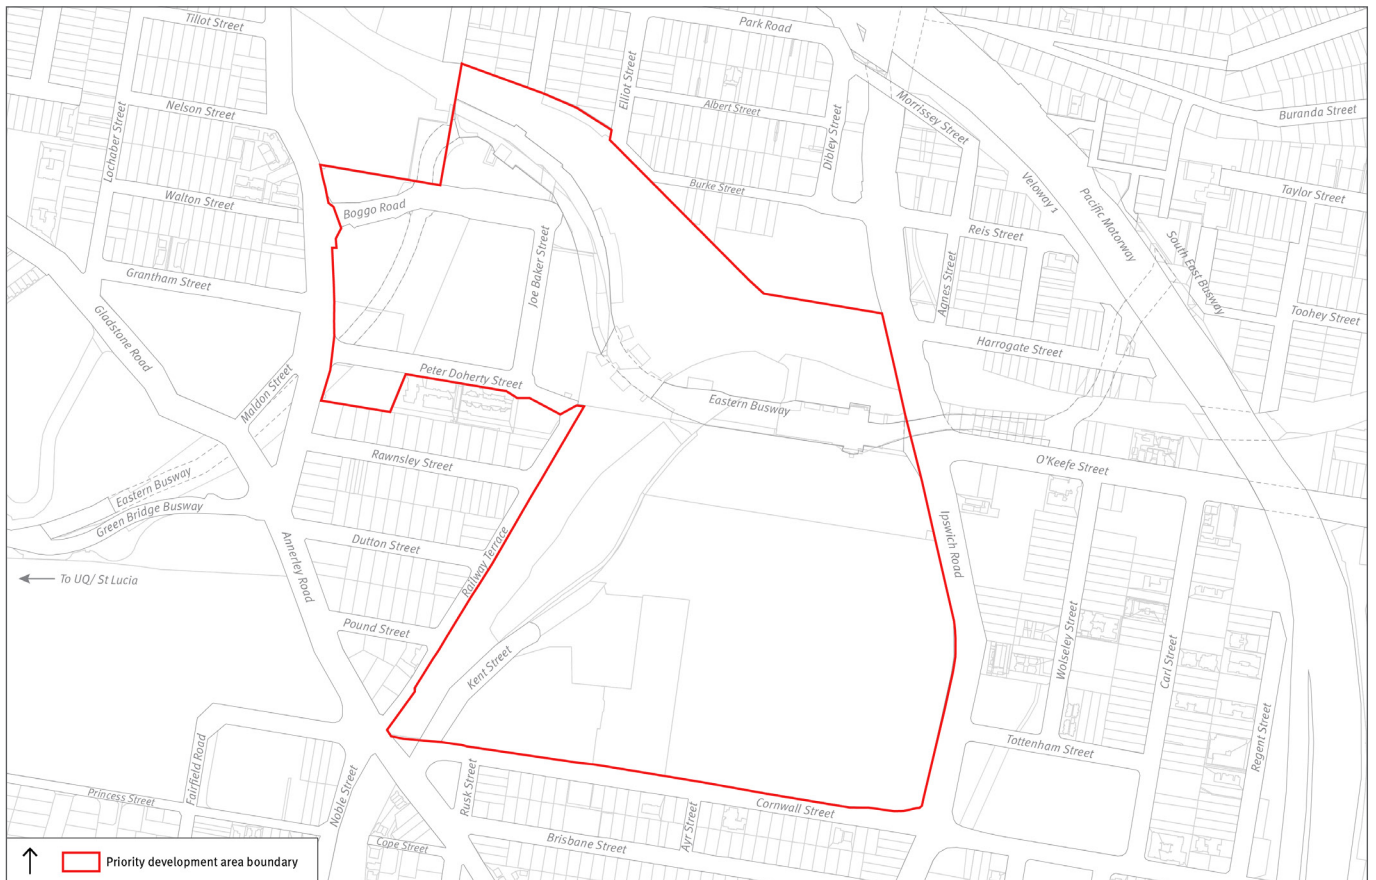 Tillot Street
Park Road
Elliot Street
Albert Street
Morrissey Street
Buranda Street
Nelson Street
Lochaber Street
Dibley Street
Burke Street
Veloway 1
Pacific Motorway
Taylor Street
Walton Street
Boggo Road
Reis Street
South East Busway
Joe Baker Street
Agnes Street
Grantham Street
Toohey Street
Gladstone Road
Harrogate Street
Peter Doherty Street
Maldon Street
Eastern Busway
Rawnsley Street
O'Keefe Street
Eastern Busway
Green Bridge Busway
Ipswich Road
Dutton Street
Annerley Road
Railway Terrace
To UQ/ St Lucia
Pound Street
Wolseley Street
Carl Street
Kent Street
Regent Street
Tottenham Street
Fairfield Road
Noble Street
Rusk Street
Princess Street
Cornwall Street
Ayr Street
Brisbane Street
Cope Street
Priority development area boundary